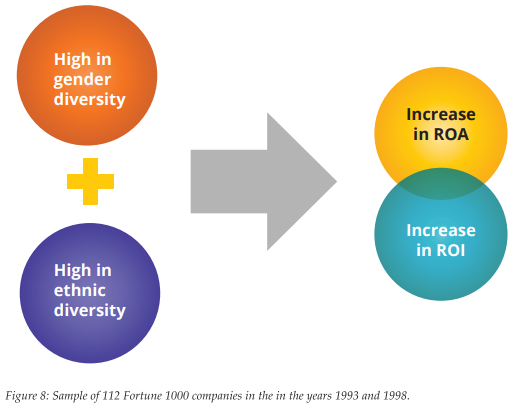 High in
gender
diversity
High in
ethnic
diversity
Increase
in ROA
Increase
in ROI
Figure 8: Sample of 112 Fortune 1000 companies in the in the years 1993 and 1998.